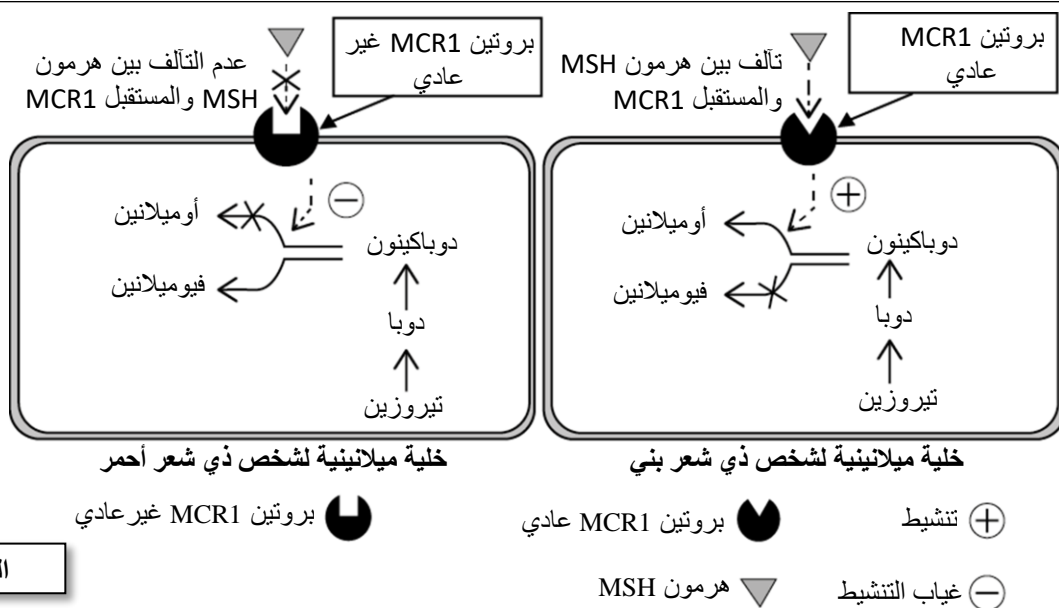 بروتين MCR1
عادي
تآلف بين هرمون MSH
والمستقبل MCR1
أوميلانين
فيوميلانين
دوباكينون
دوبا
تيروزين
خلية ميلانينية لشخص ذي شعر بني
بروتين MCR1 غير
عادي
عدم التآلف بين هرمون
MSH والمستقبل MCR1
أوميلانين
فيوميلانين
دوباكينون
دوبا
تيروزين
خلية ميلانينية لشخص ذي شعر أحمر
تنشيط
بروتين MCR1 عادي
بروتين MCR1 غيرعادي
غياب التنشيط
هرمون MSH